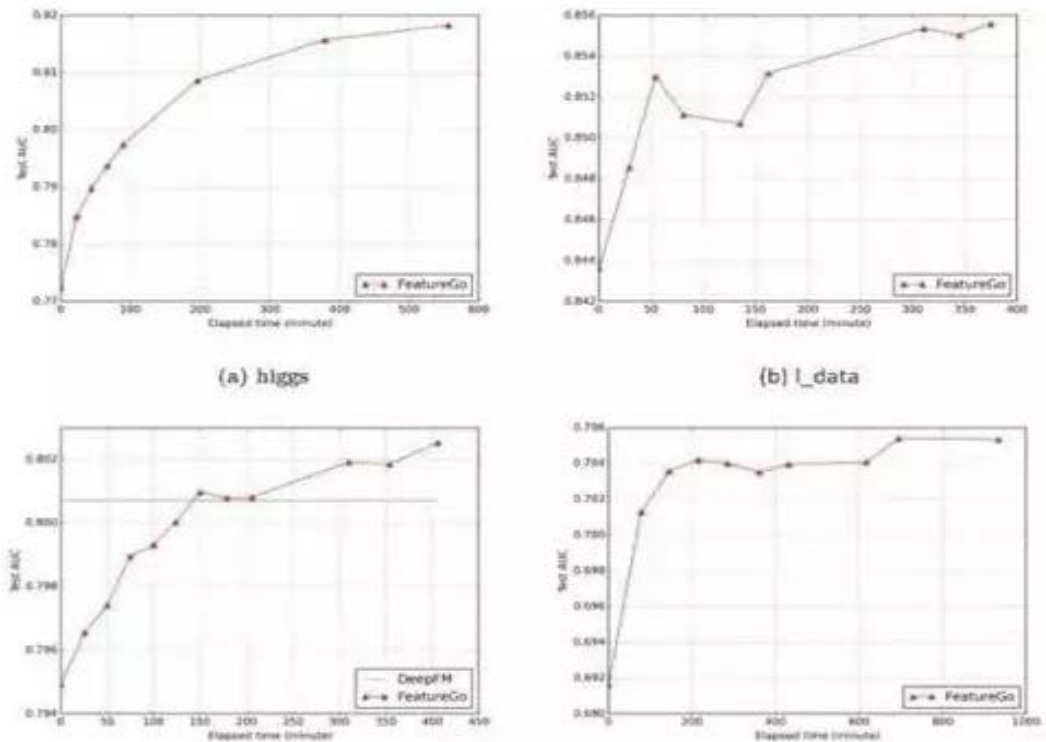 0.82
0.81
0.80
0.79
0.78
0.77
Test AUC
FeatureGo
0 100 200 300 400 500 600
Elapsed time (minute)
(a) higgs
0.856
0.854
0.852
0.850
0.848
0.846
0.844
0.842
Test AUC
FeatureGo
0 50 100 150 200 250 300 350 400
Elapsed time (minute)
(b) l_data
0.802
0.800
0.798
0.796
0.794
Test AUC
DeepFM
FeatureGo
0 50 100 150 200 250 300 350 400 450
Elapsed time (minute)
0.706
0.704
0.702
0.700
0.698
0.696
0.694
0.692
0.690
Test AUC
FeatureGo
0 200 400 600 800 1000
Elapsed time (minute)